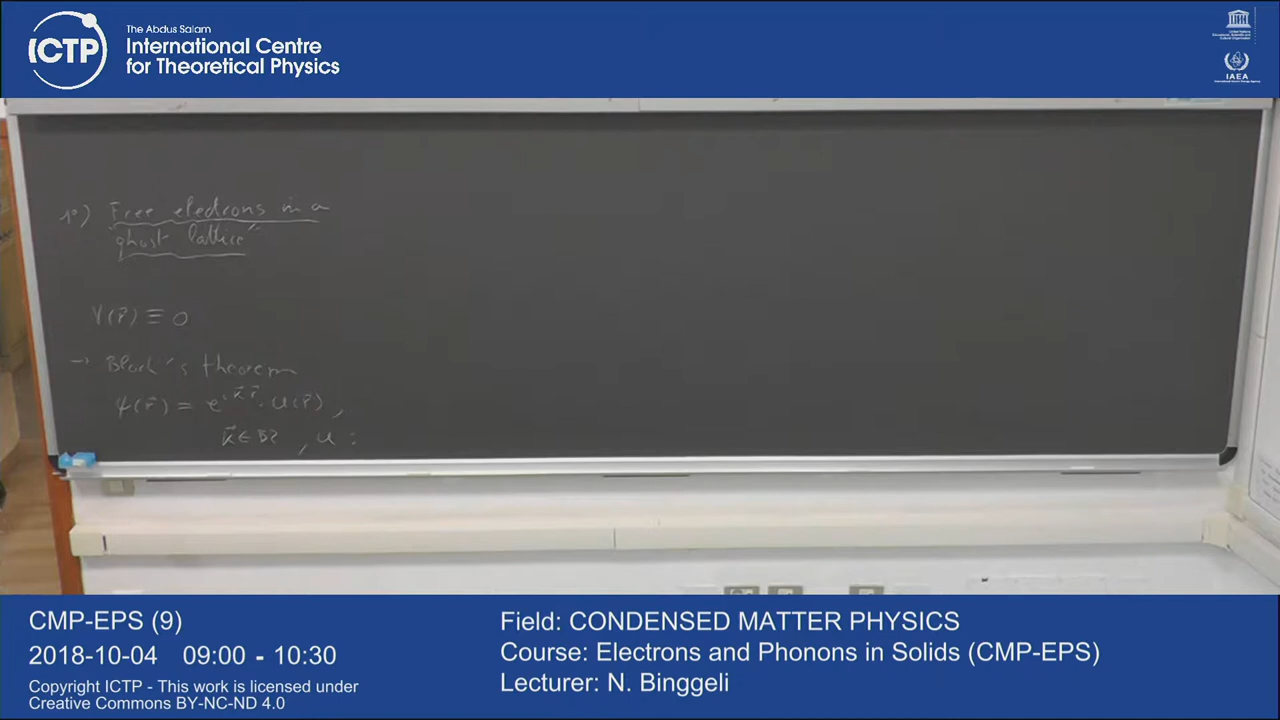 The Abdus Salam
ICTP International Centre
for Theoretical Physics
IAEA
1°) Free electrons in a
"ghost lattice"
V(r⃗) ≡ 0
→ Bloch's theorem
ψ(r⃗) = e^{i k⃗ r⃗} · u(r⃗) ,
k⃗ ∈ BZ , u :
CMP-EPS (9)
2018-10-04 09:00 - 10:30
Copyright ICTP - This work is licensed under
Creative Commons BY-NC-ND 4.0
Field: CONDENSED MATTER PHYSICS
Course: Electrons and Phonons in Solids (CMP-EPS)
Lecturer: N. Binggeli